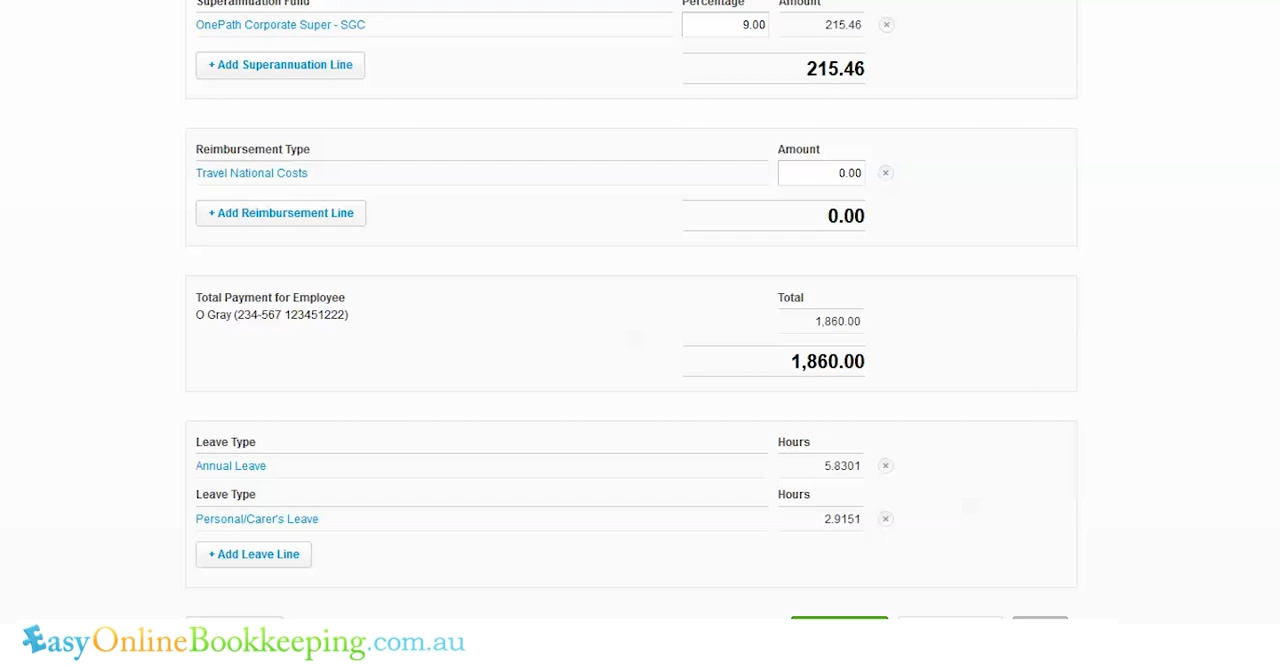 Superannuation Fund Percentage Amount
OnePath Corporate Super - SGC 9.00 215.46
+ Add Superannuation Line
215.46
Reimbursement Type Amount
Travel National Costs 0.00
+ Add Reimbursement Line
0.00
Total Payment for Employee Total
O Gray (234-567 123451222)
1,860.00
1,860.00
Leave Type Hours
Annual Leave 5.8301
Leave Type Hours
Personal/Carer's Leave 2.9151
+ Add Leave Line
EasyOnlineBookkeeping.com.au